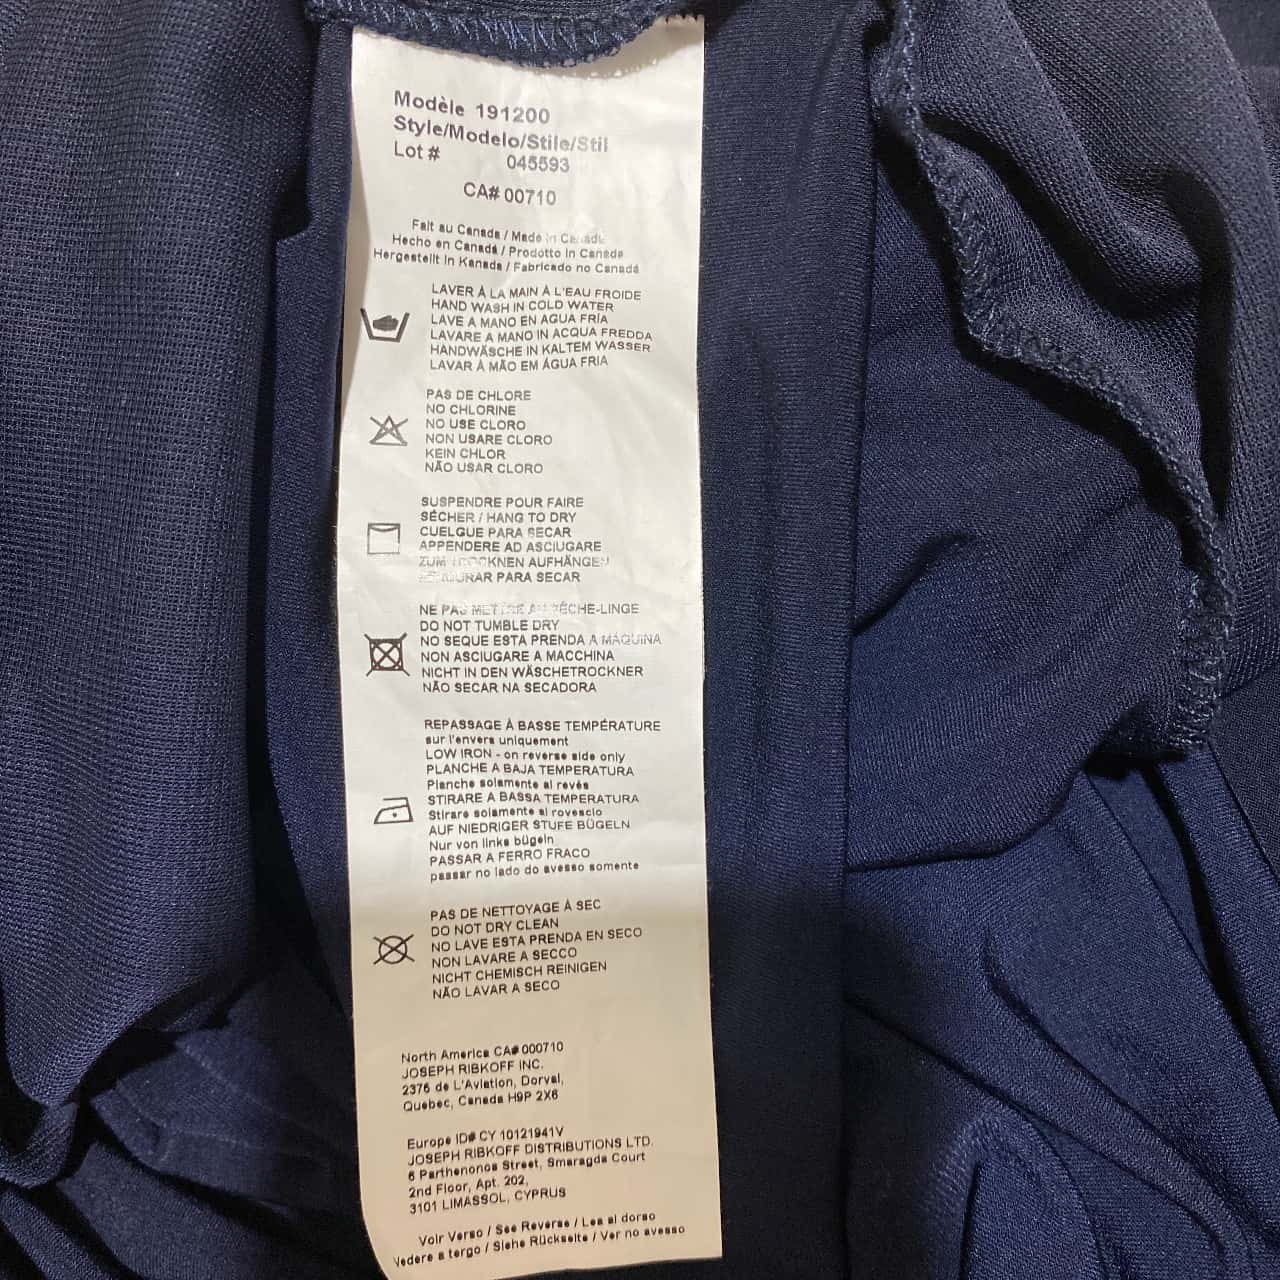 Modèle 191200
Style/Modelo/Stile/Stil
Lot # 045593
CA# 00710
Fait au Canada / Made in Canada
Hecho en Canadá / Prodotto in Canada
Hergestellt in Kanada / Fabricado no Canadá
LAVER À LA MAIN À L'EAU FROIDE
HAND WASH IN COLD WATER
LAVE A MANO EN AGUA FRÍA
LAVARE A MANO IN ACQUA FREDDA
HANDWÄSCHE IN KALTEM WASSER
LAVAR À MÃO EM ÁGUA FRIA
PAS DE CHLORE
NO CHLORINE
NO USE CLORO
NON USARE CLORO
KEIN CHLOR
NÃO USAR CLORO
SUSPENDRE POUR FAIRE
SÉCHER / HANG TO DRY
CUELGUE PARA SECAR
APPENDERE AD ASCIUGARE
ZUM TROCKNEN AUFHÄNGEN
PARA SECAR
NE PAS METTRE AU SÈCHE-LINGE
DO NOT TUMBLE DRY
NO SEQUE ESTA PRENDA A MÁQUINA
NON ASCIUGARE A MACCHINA
NICHT IN DEN WÄSCHETROCKNER
NÃO SECAR NA SECADORA
REPASSAGE À BASSE TEMPÉRATURE
sur l'envers uniquement
LOW IRON - on reverse side only
PLANCHE A BAJA TEMPERATURA
Planche solamente al revés
STIRARE A BASSA TEMPERATURA
Stirare solamente al rovescio
AUF NIEDRIGER STUFE BÜGELN
Nur von links bügeln
PASSAR A FERRO FRACO
passar no lado do avesso somente
PAS DE NETTOYAGE À SEC
DO NOT DRY CLEAN
NO LAVE ESTA PRENDA EN SECO
NON LAVARE A SECCO
NICHT CHEMISCH REINIGEN
NÃO LAVAR A SECO
North America CA# 000710
JOSEPH RIBKOFF INC.
2376 de L'Aviation, Dorval,
Quebec, Canada H9P 2X6
Europe ID# CY 10121941V
JOSEPH RIBKOFF DISTRIBUTIONS LTD.
6 Parthenonos Street, Smaragda Court
2nd Floor, Apt. 202,
3101 LIMASSOL, CYPRUS
Voir Verso / See Reverse / Lea al dorso
Vedere a tergo / Siehe Rückseite / Ver no avesso